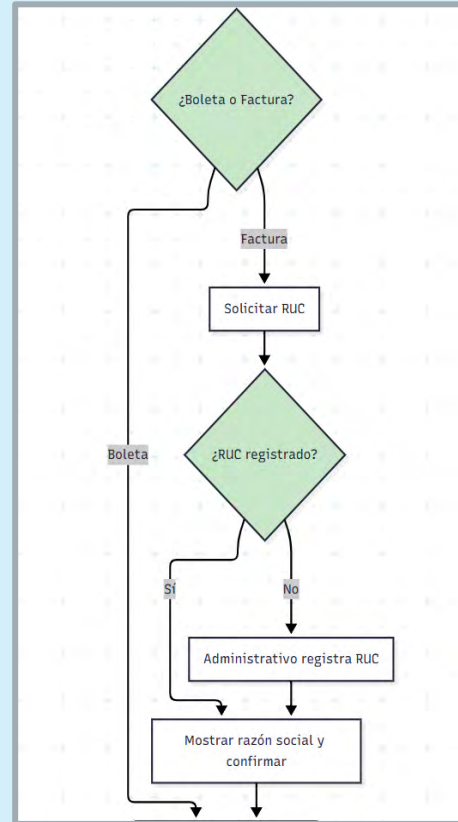 ¿Boleta o Factura?
Factura
Solicitar RUC
Boleta
¿RUC registrado?
Sí
No
Administrativo registra RUC
Mostrar razón social y
confirmar